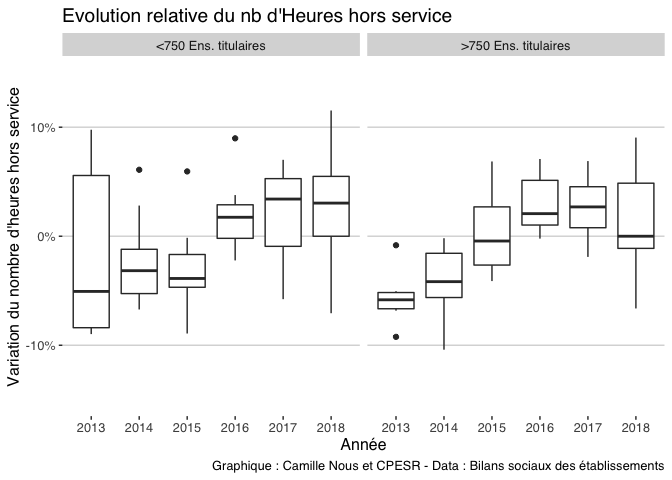 Evolution relative du nb d'Heures hors service
<750 Ens. titulaires
>750 Ens. titulaires
Variation du nombre d'heures hors service
10%
0%
-10%
2013 2014 2015 2016 2017 2018
2013 2014 2015 2016 2017 2018
Année
Graphique : Camille Nous et CPESR - Data : Bilans sociaux des établissements